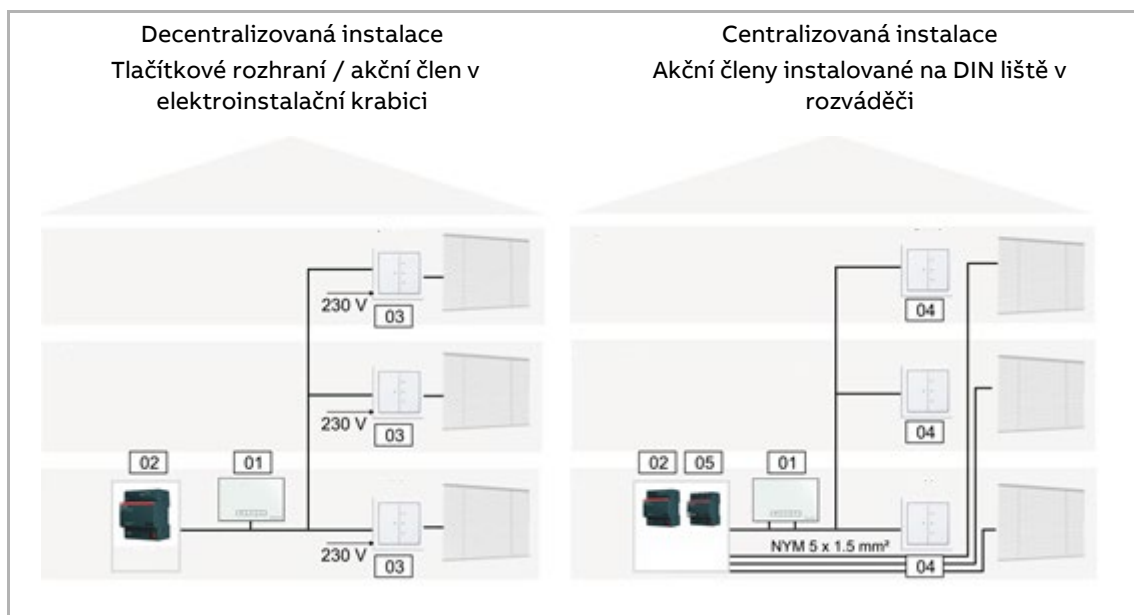 Decentralizovaná instalace
Tlačítkové rozhraní / akční člen v
elektroinstalační krabici
230 V
03
230 V
03
02
01
230 V
03
Centralizovaná instalace
Akční členy instalované na DIN liště v
rozváděči
04
04
02
05
01
NYM 5 x 1.5 mm²
04